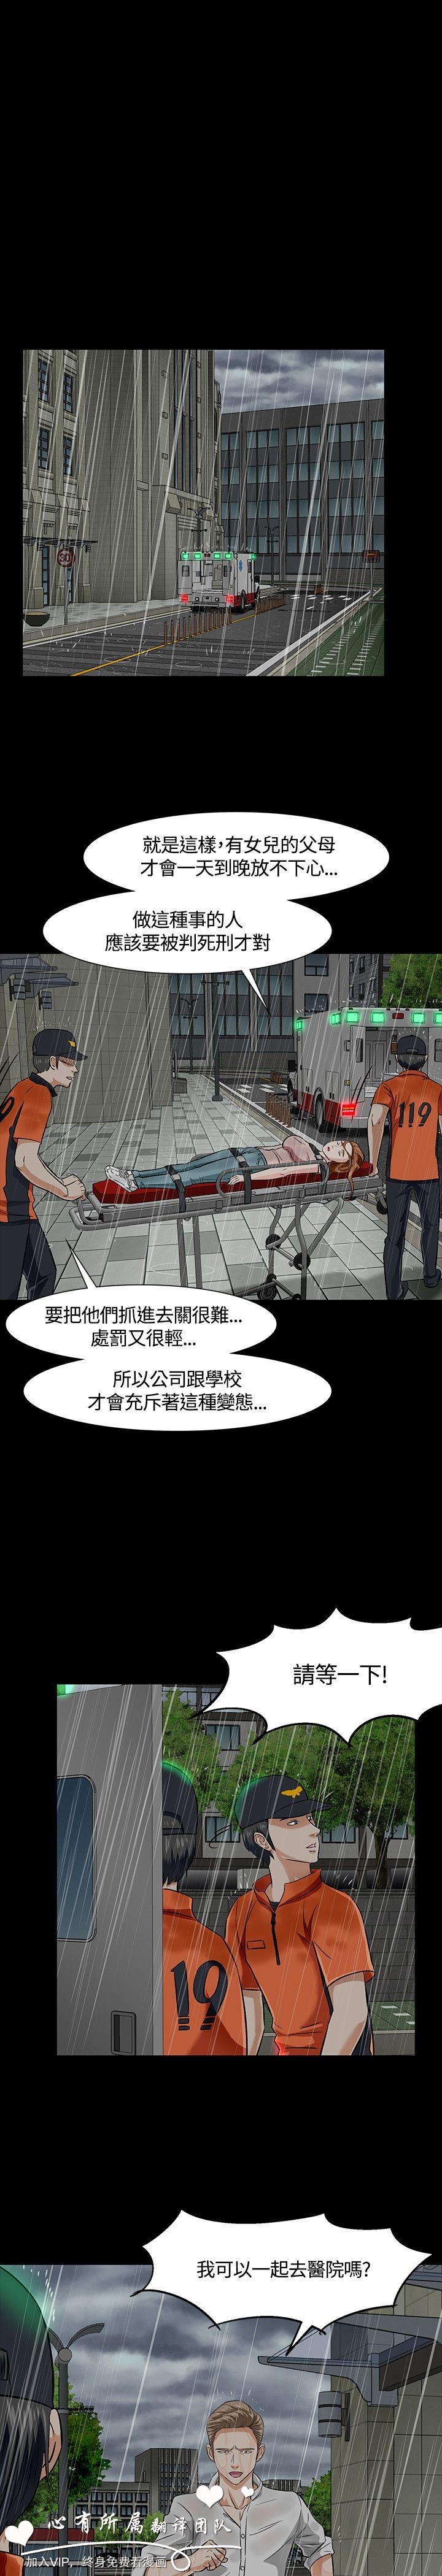 30
就是這樣，有女兒的父母
才會一天到晚放不下心...
做這種事的人
應該要被判死刑才對
119
要把他們抓進去關很難...
處罰又很輕...
所以公司跟學校
才會充斥著這種變態...
請等一下!
19
我可以一起去醫院嗎?
心有所属翻译团队
加入VIP，终身免费看漫画